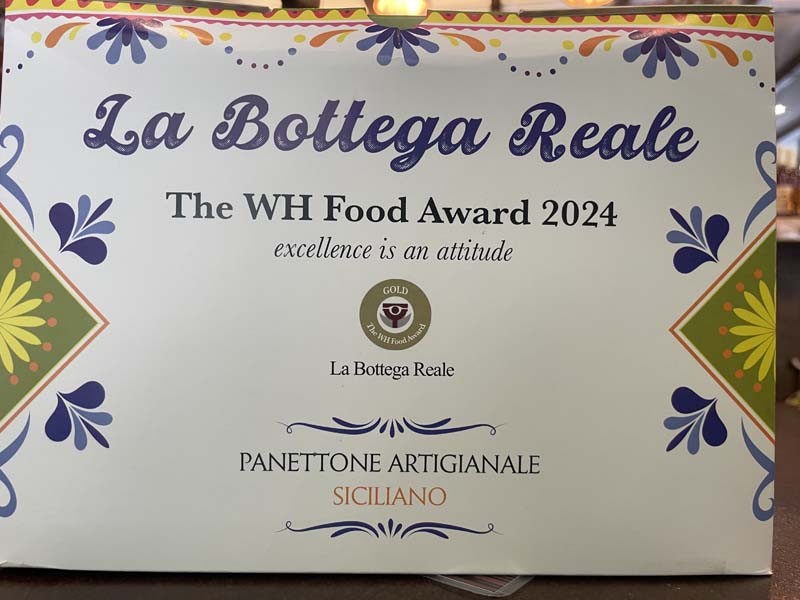 La Bottega Reale
The WH Food Award 2024
excellence is an attitude
GOLD
The WH Food Award
La Bottega Reale
PANETTONE ARTIGIANALE
SICILIANO